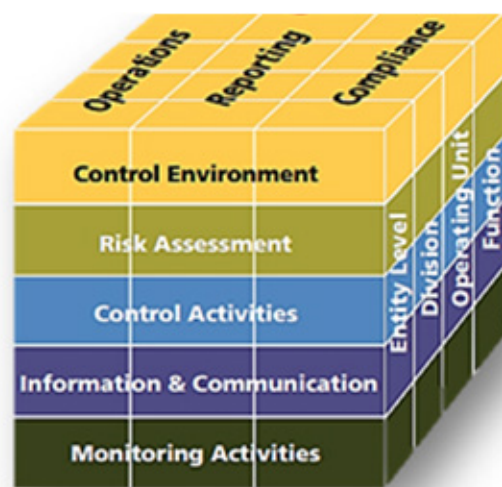 Operations
Reporting
Compliance
Control Environment
Risk Assessment
Control Activities
Information & Communication
Monitoring Activities
Entity Level
Division
Operating Unit
Function